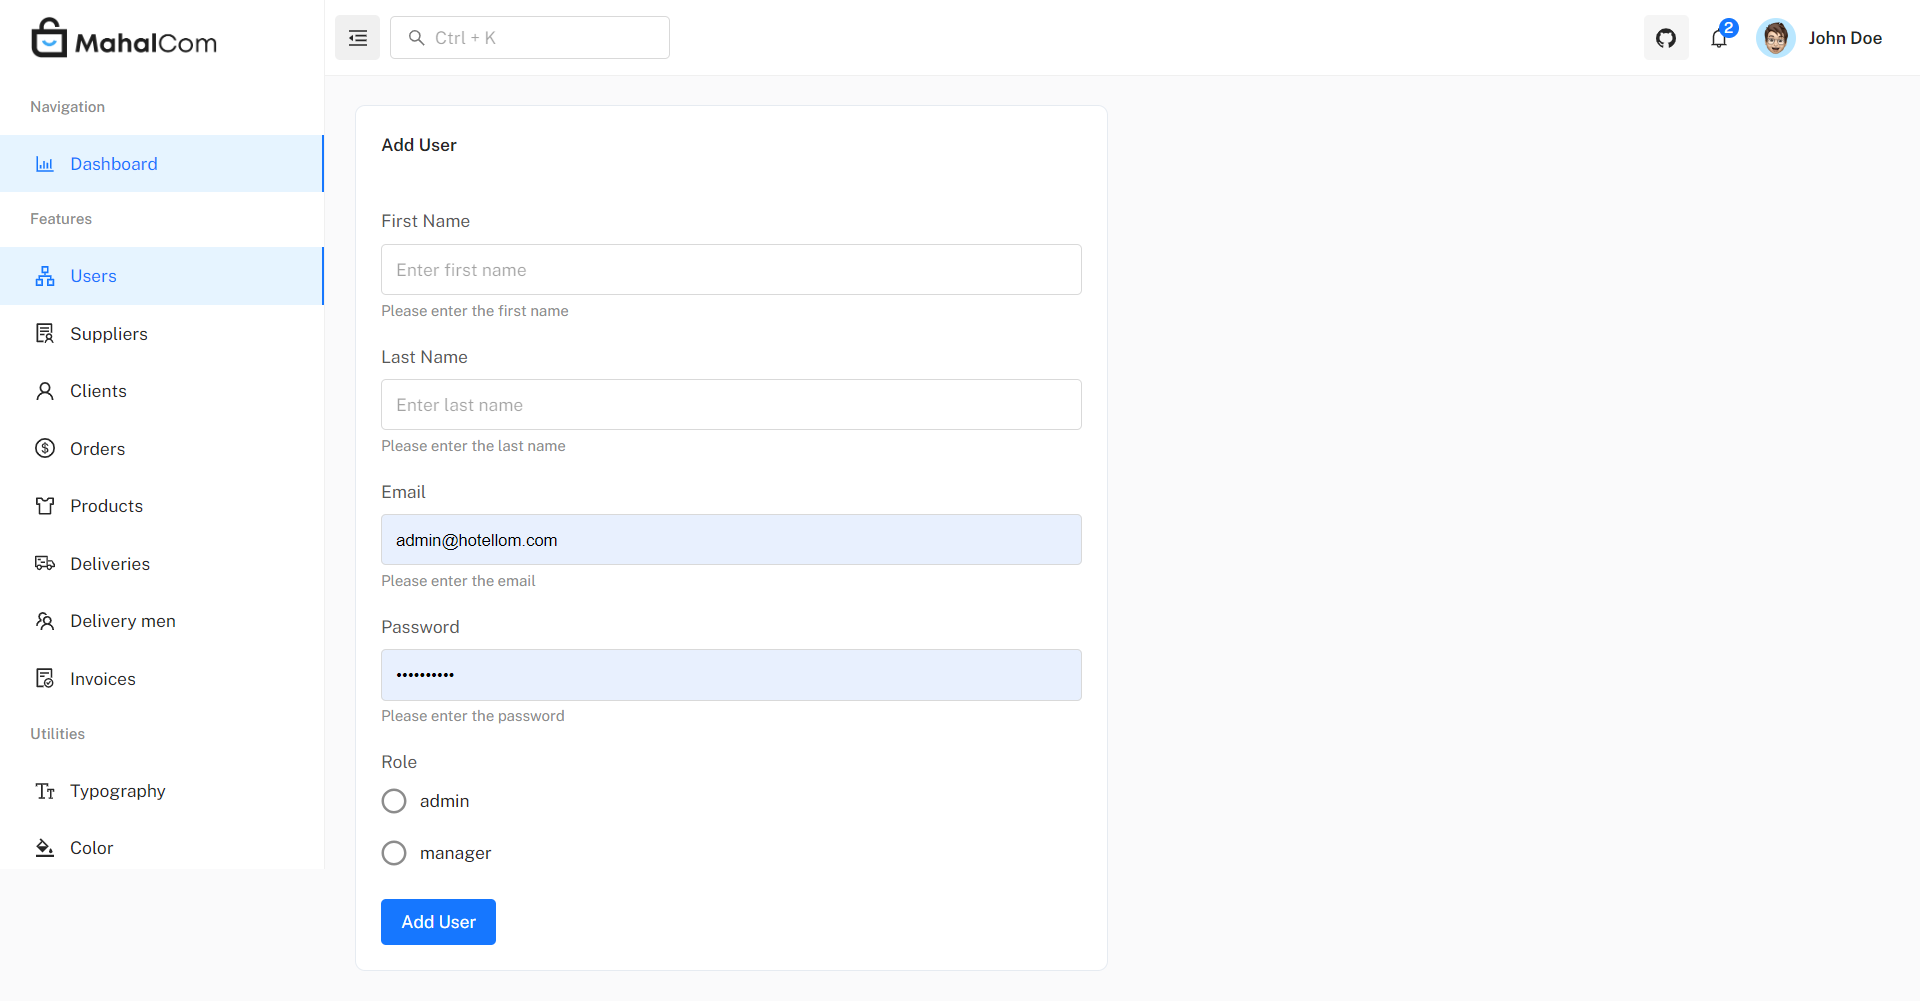 MahalCom
Ctrl + K
2
John Doe
Navigation
Dashboard
Features
Users
Suppliers
Clients
Orders
Products
Deliveries
Delivery men
Invoices
Utilities
Typography
Color
Add User
First Name
Enter first name
Please enter the first name
Last Name
Enter last name
Please enter the last name
Email
admin@hotellom.com
Please enter the email
Password
••••••••••
Please enter the password
Role
admin
manager
Add User